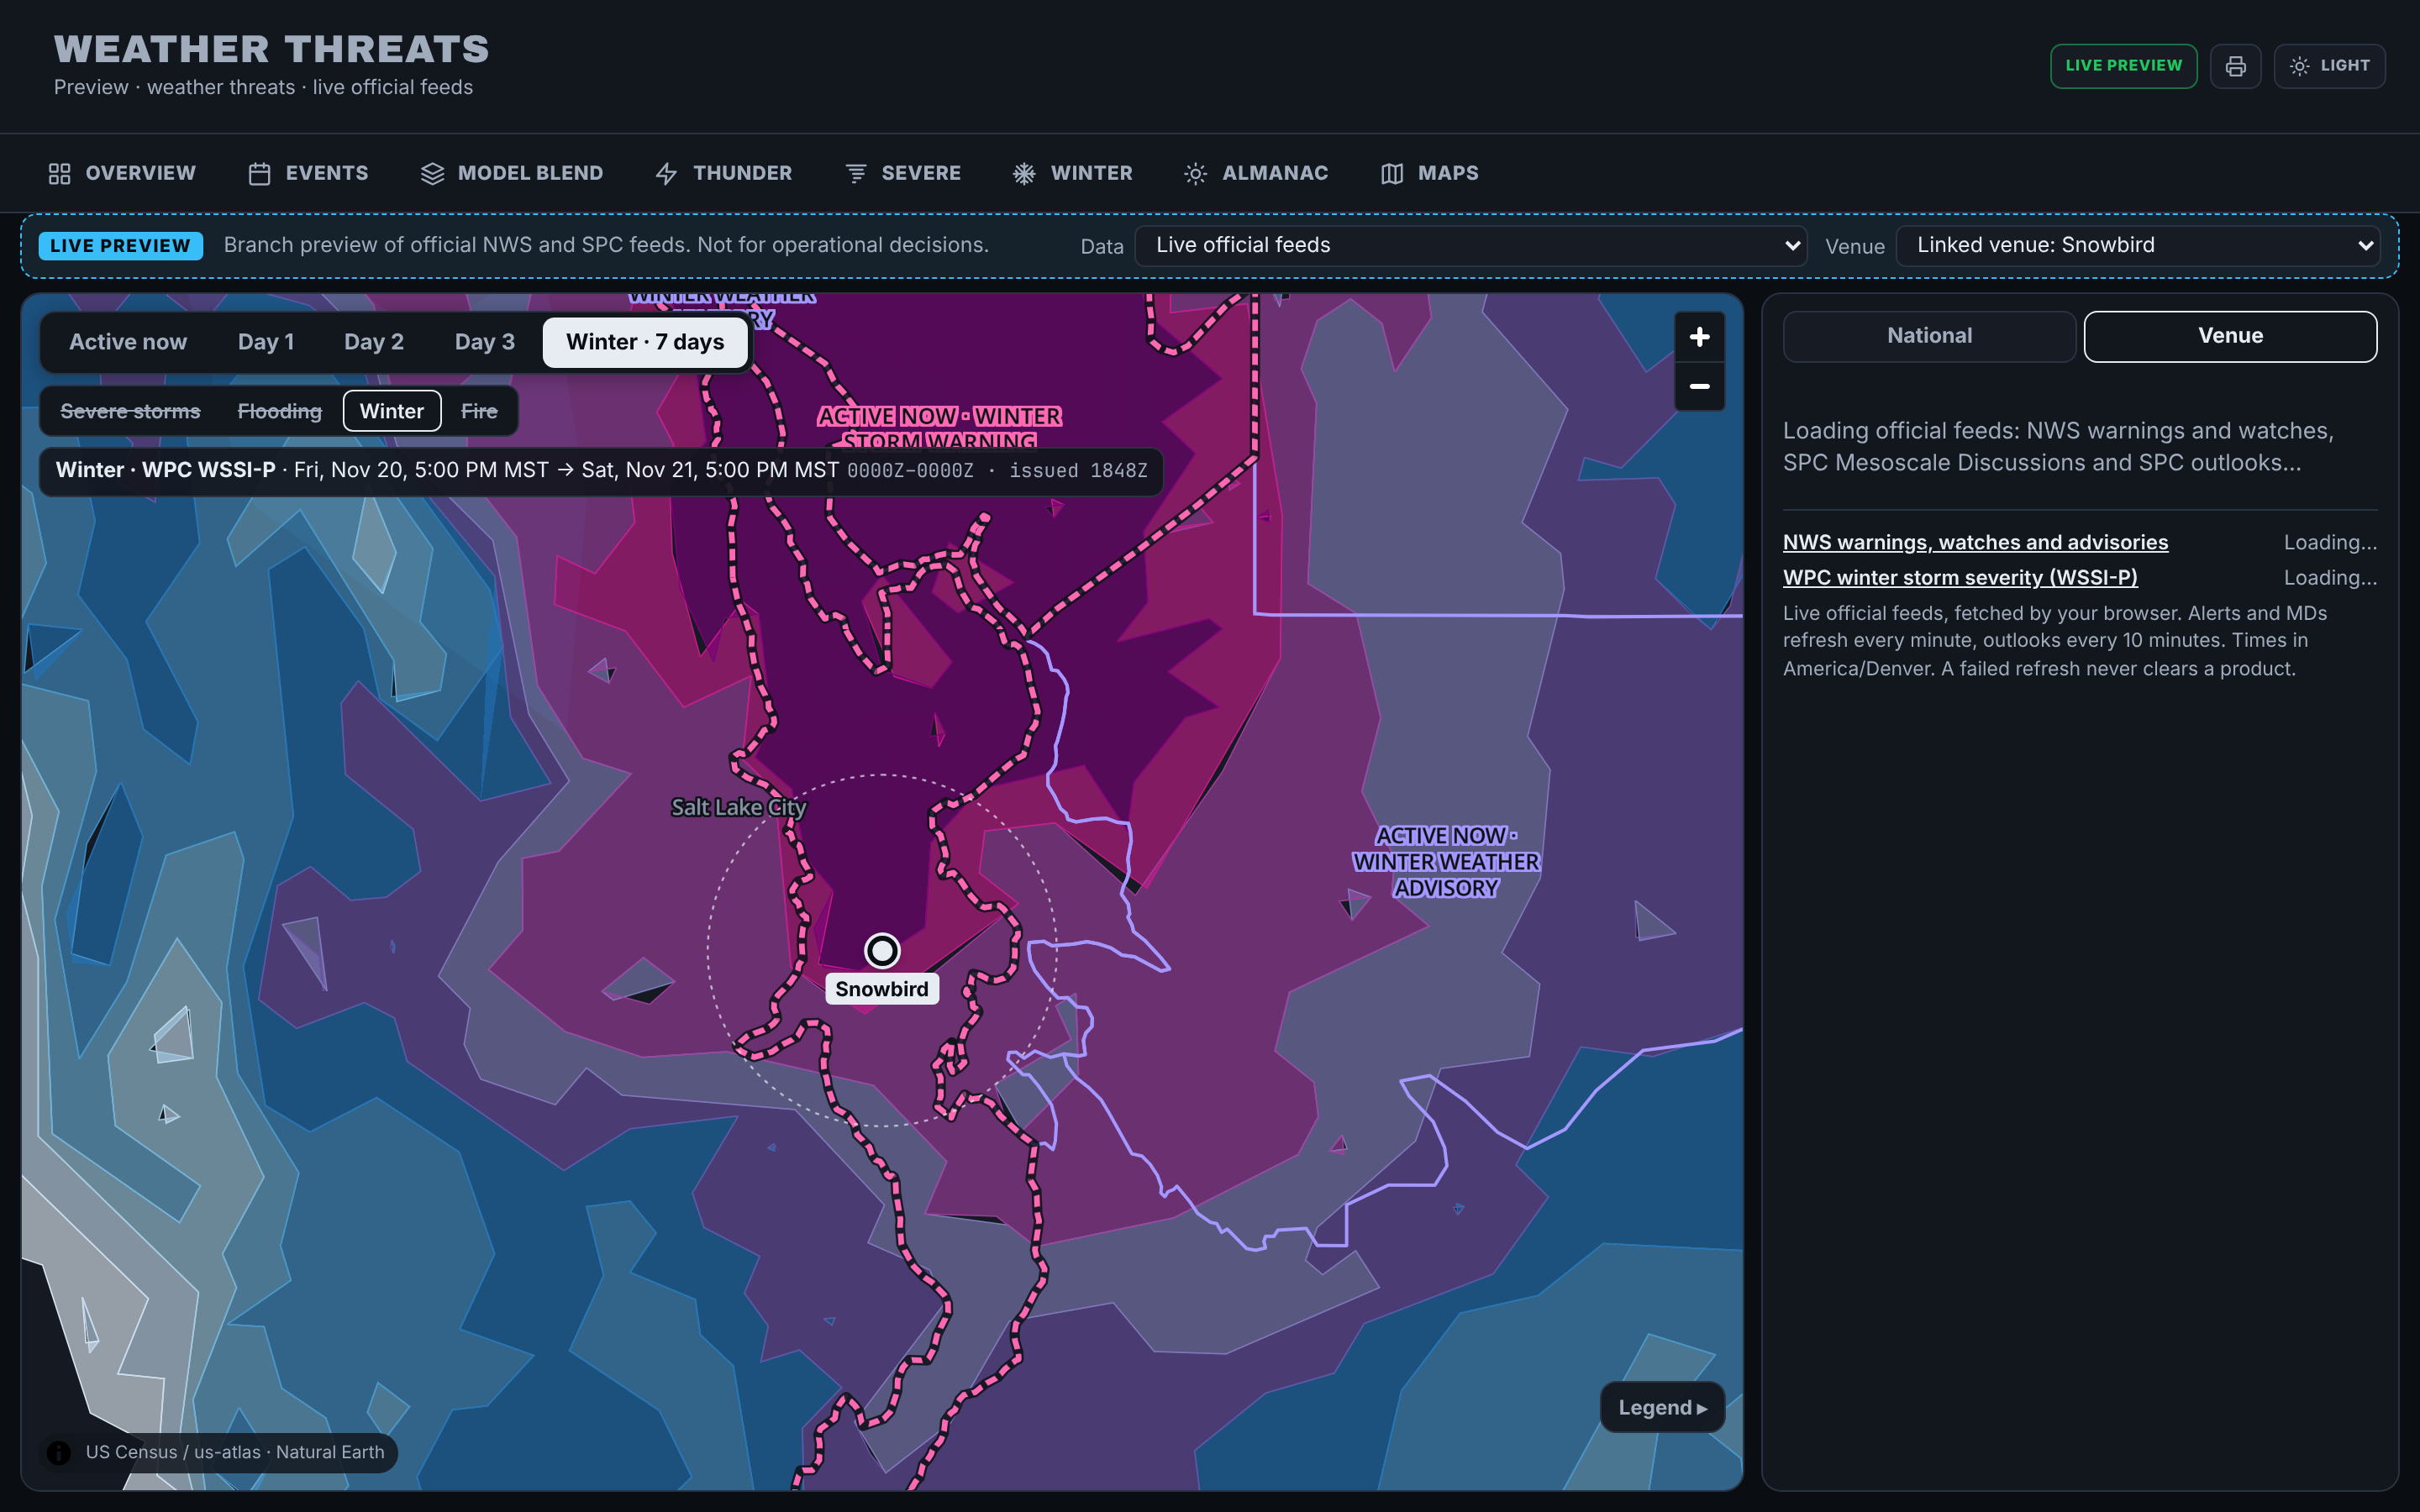 WEATHER THREATS
Preview · weather threats · live official feeds
LIVE PREVIEW
LIGHT
OVERVIEW
EVENTS
MODEL BLEND
THUNDER
SEVERE
WINTER
ALMANAC
MAPS
LIVE PREVIEW
Branch preview of official NWS and SPC feeds. Not for operational decisions.
Data
Live official feeds
Venue
Linked venue: Snowbird
WINTER WEATHER
Active now
Day 1
Day 2
Day 3
Winter · 7 days
Severe storms
Flooding
Winter
Fire
ACTIVE NOW · WINTER
STORM WARNING
Winter · WPC WSSI-P · Fri, Nov 20, 5:00 PM MST → Sat, Nov 21, 5:00 PM MST 0000Z–0000Z · issued 1848Z
+
−
Salt Lake City
ACTIVE NOW ·
WINTER WEATHER
ADVISORY
Snowbird
Legend ▸
US Census / us-atlas · Natural Earth
National
Venue
Loading official feeds: NWS warnings and watches,
SPC Mesoscale Discussions and SPC outlooks…
NWS warnings, watches and advisories
Loading…
WPC winter storm severity (WSSI-P)
Loading…
Live official feeds, fetched by your browser. Alerts and MDs
refresh every minute, outlooks every 10 minutes. Times in
America/Denver. A failed refresh never clears a product.